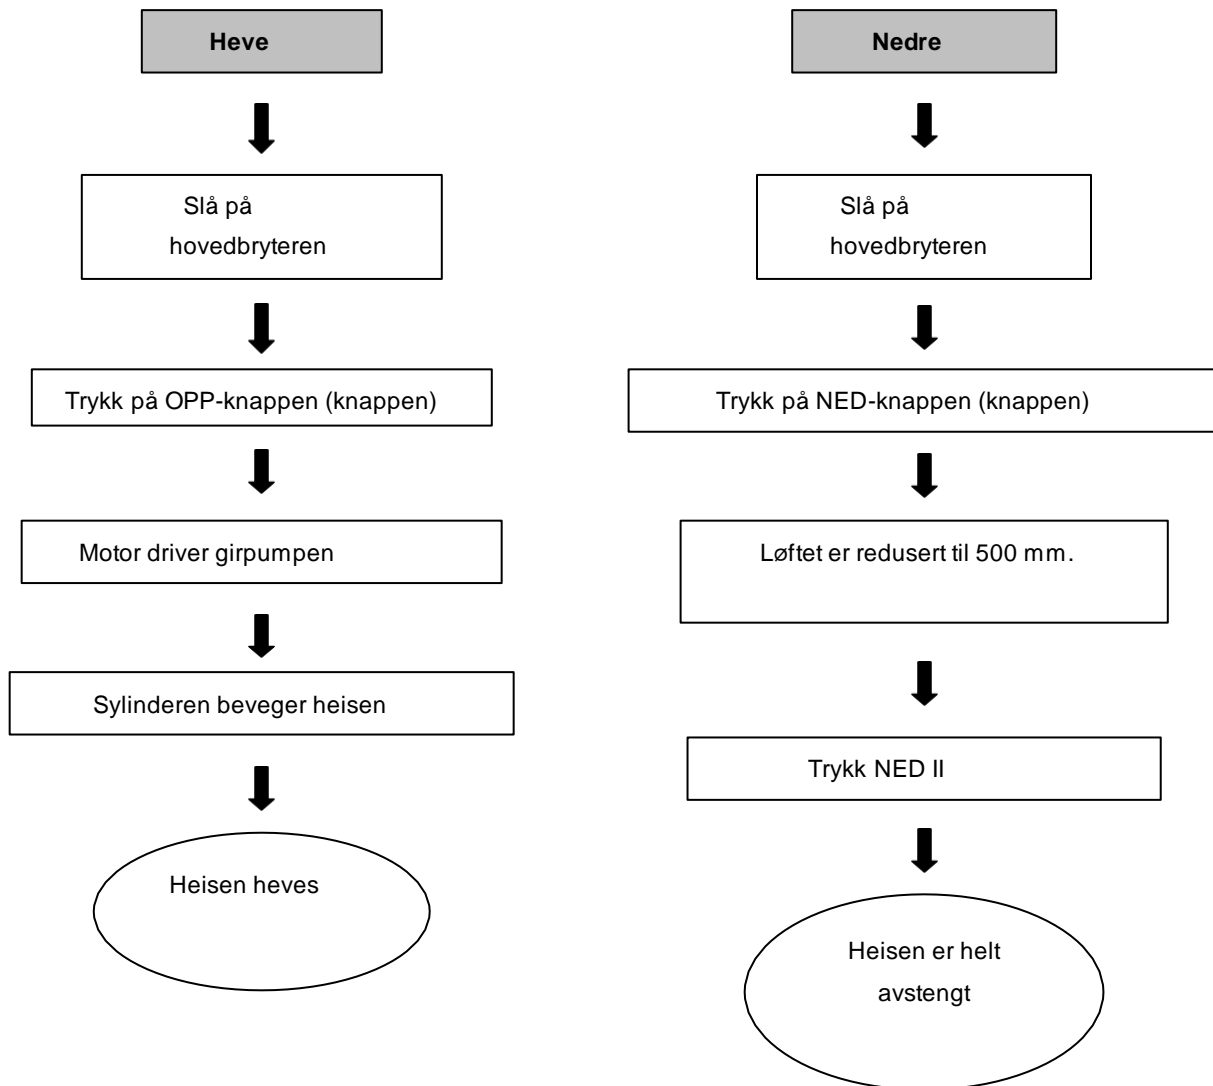 Heve
Slå på
hovedbryteren
Trykk på OPP-knappen (knappen)
Motor driver girpumpen
Sylinderen beveger heisen
Heisen heves
Nedre
Slå på
hovedbryteren
Trykk på NED-knappen (knappen)
Løftet er redusert til 500 mm.
Trykk NED II
Heisen er helt
avstengt